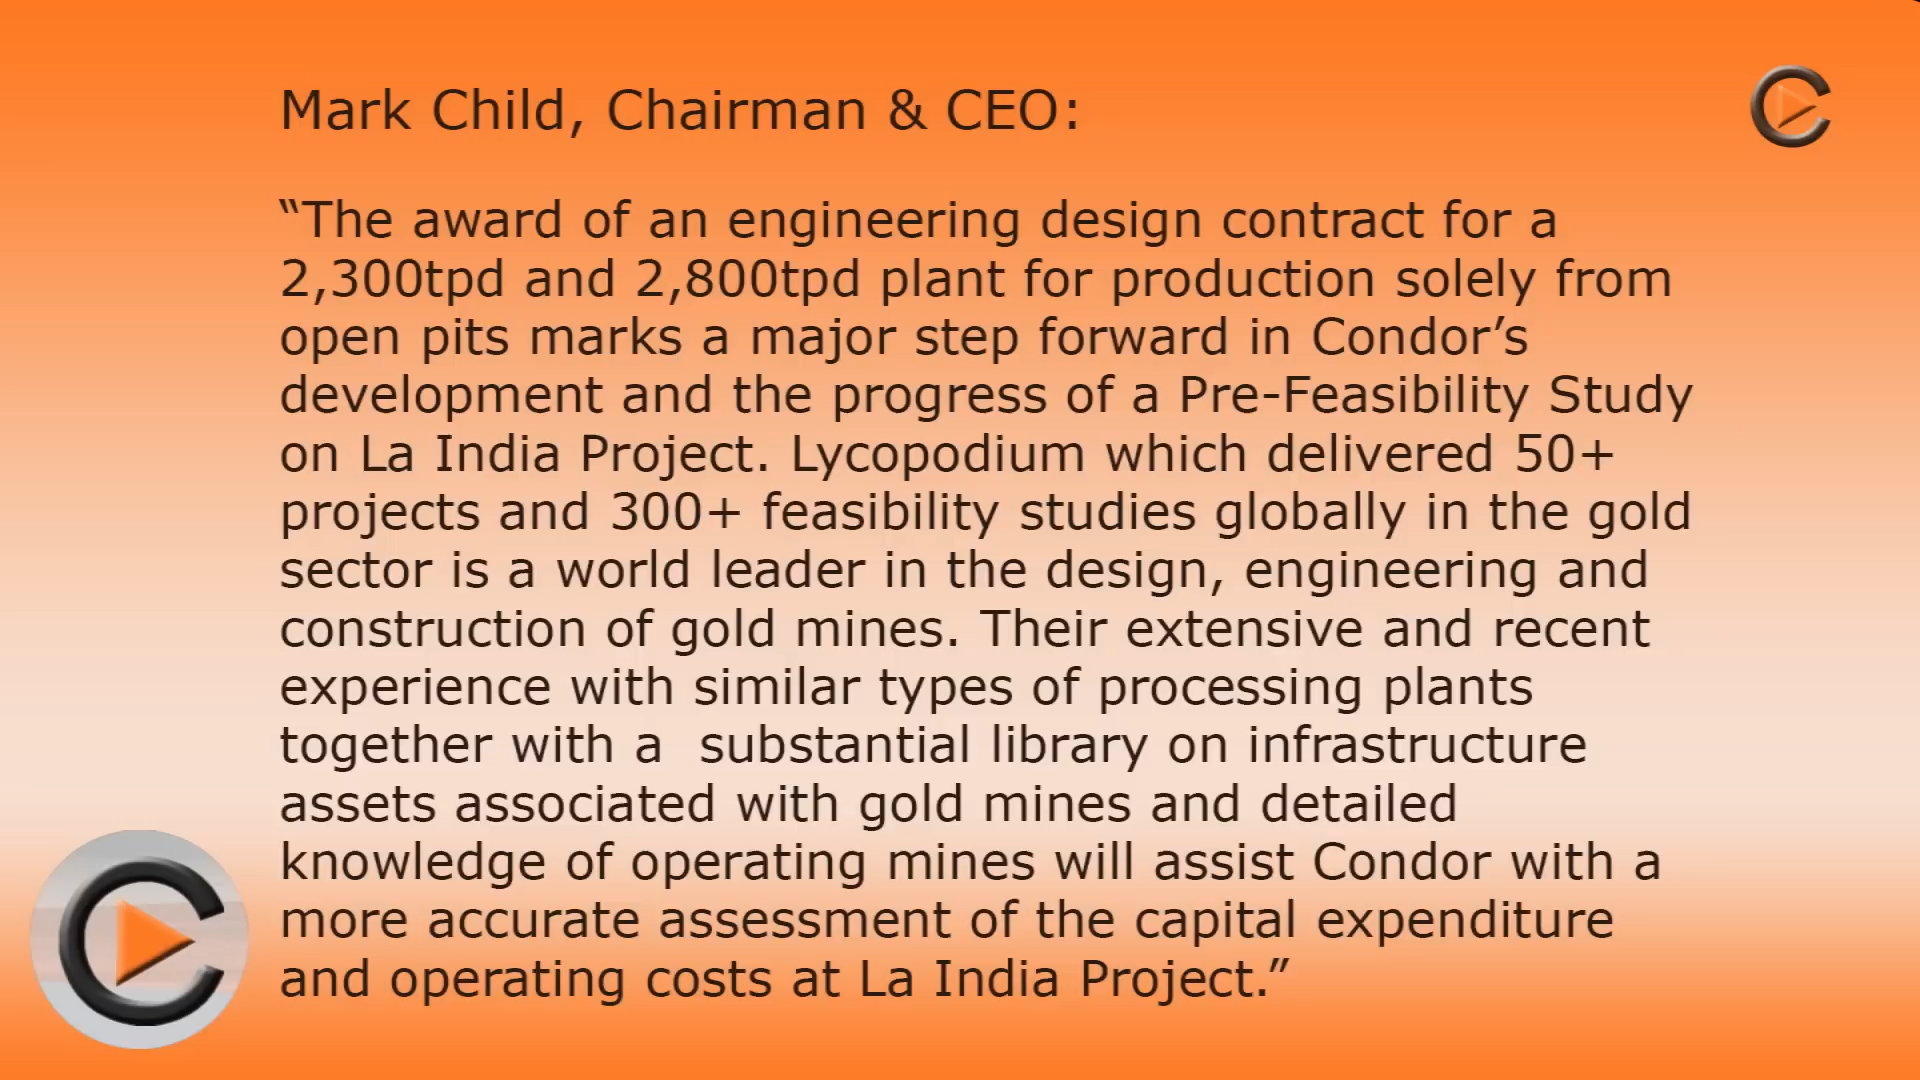 Mark Child, Chairman & CEO:
“The award of an engineering design contract for a
2,300tpd and 2,800tpd plant for production solely from
open pits marks a major step forward in Condor’s
development and the progress of a Pre-Feasibility Study
on La India Project. Lycopodium which delivered 50+
projects and 300+ feasibility studies globally in the gold
sector is a world leader in the design, engineering and
construction of gold mines. Their extensive and recent
experience with similar types of processing plants
together with a  substantial library on infrastructure
assets associated with gold mines and detailed
knowledge of operating mines will assist Condor with a
more accurate assessment of the capital expenditure
and operating costs at La India Project.”